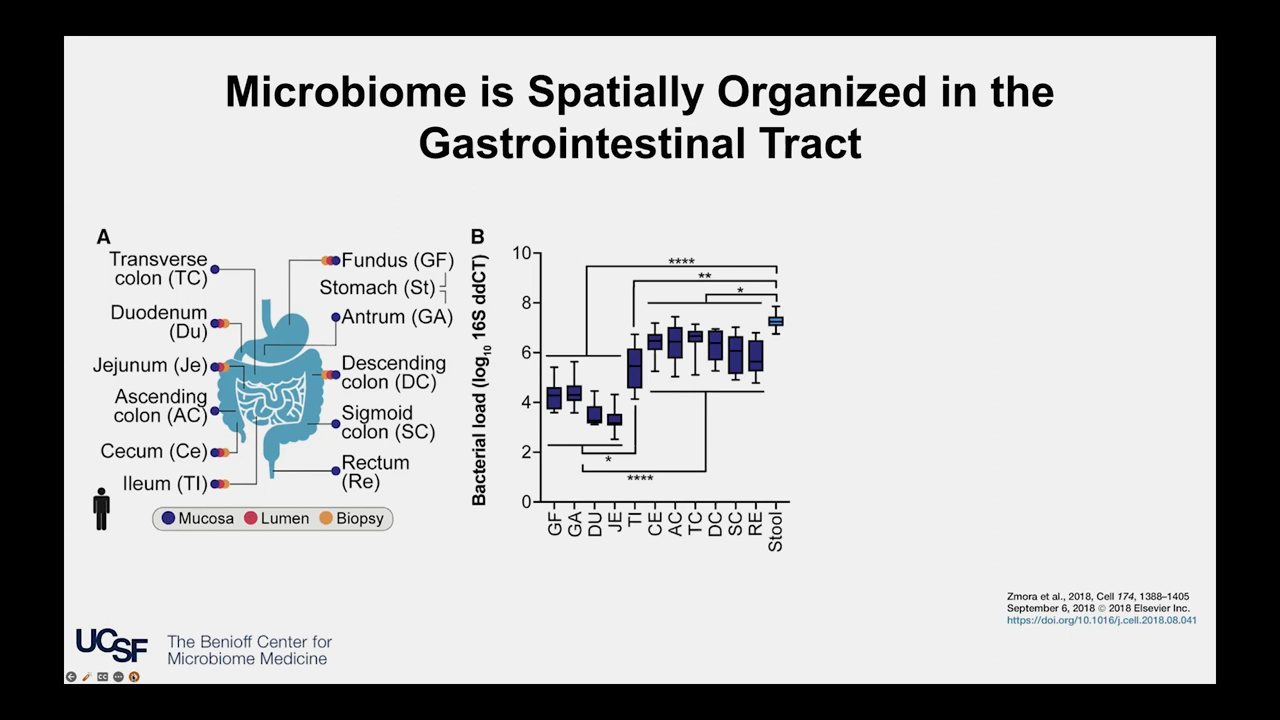 Microbiome is Spatially Organized in the
Gastrointestinal Tract
A
Transverse
colon (TC)
Duodenum
(Du)
Jejunum (Je)
Ascending
colon (AC)
Cecum (Ce)
Ileum (TI)
Fundus (GF)
Stomach (St)
Antrum (GA)
Descending
colon (DC)
Sigmoid
colon (SC)
Rectum
(Re)
Mucosa Lumen Biopsy
B
Bacterial load (log10 16S ddCT)
10
8
6
4
2
0
****
**
*
*
****
GF GA DU JE TI CE AC TC DC SC RE Stool
Zmora et al., 2018, Cell 174, 1388–1405
September 6, 2018 © 2018 Elsevier Inc.
https://doi.org/10.1016/j.cell.2018.08.041
UCSF
The Benioff Center for
Microbiome Medicine
CC